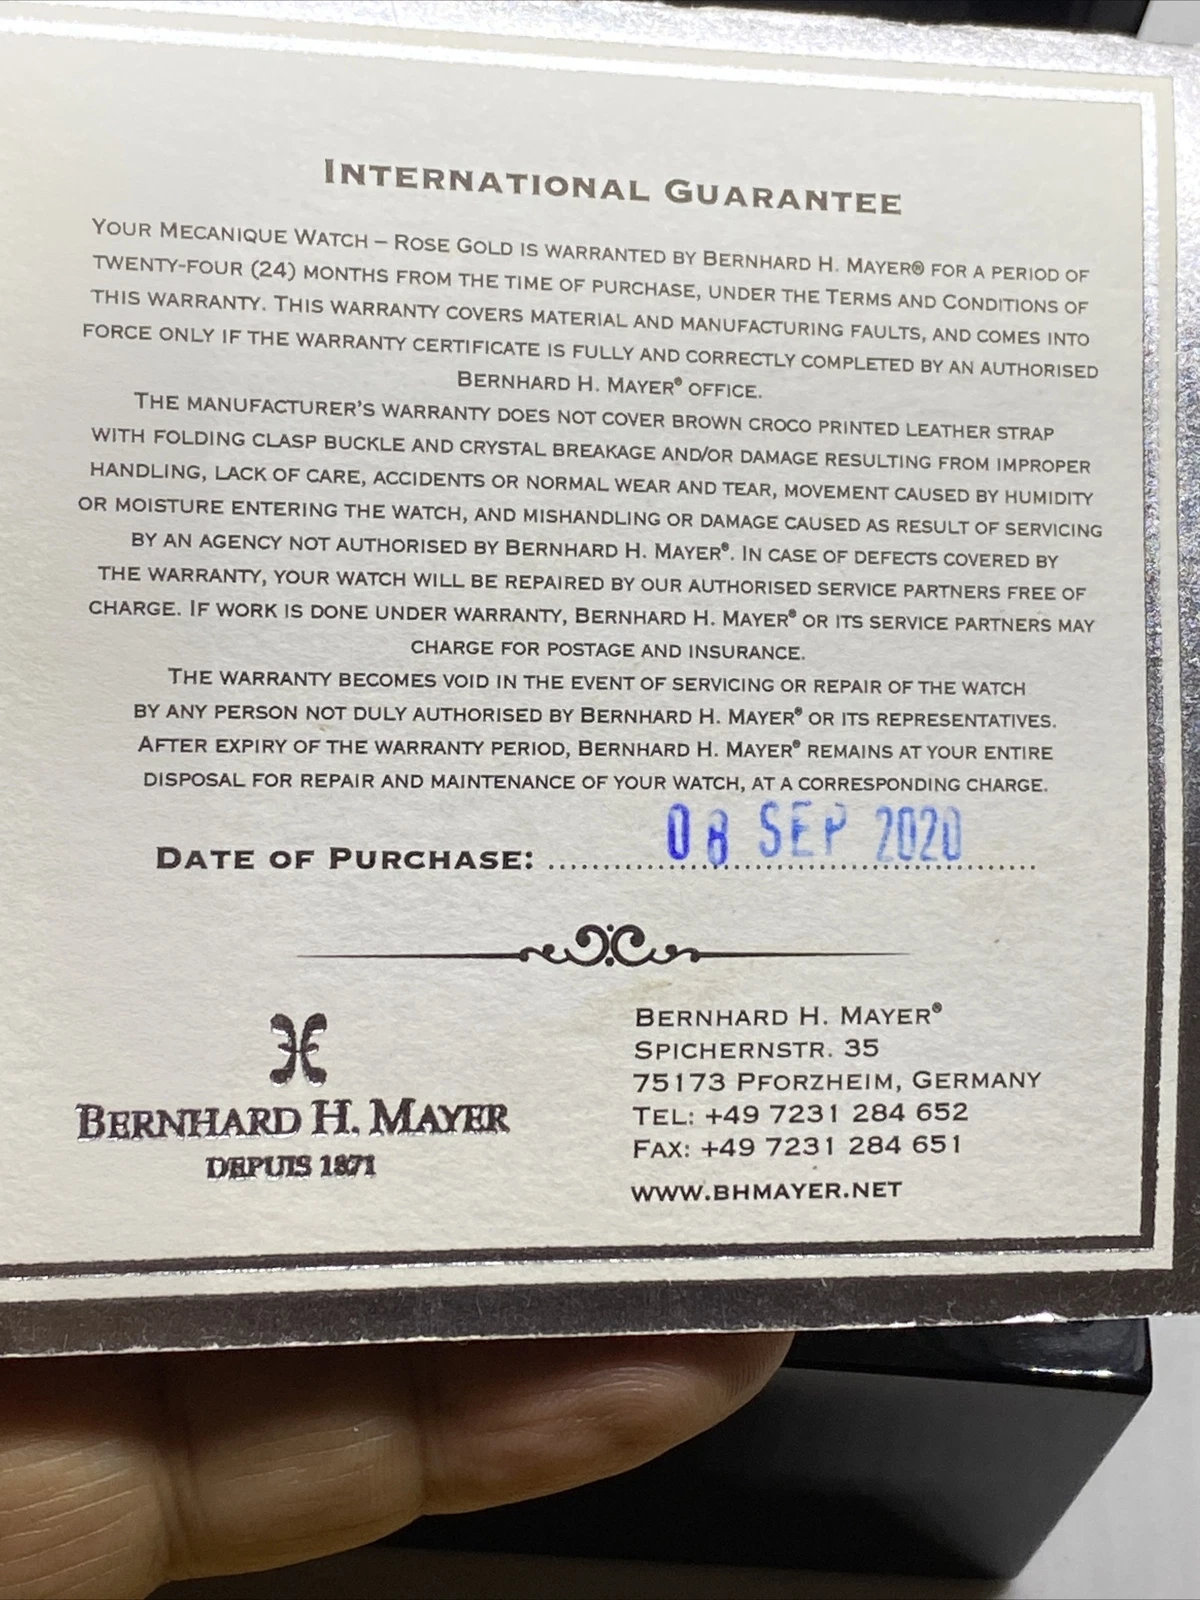 International Guarantee
Your Mecanique Watch – Rose Gold is warranted by Bernhard H. Mayer® for a period of
twenty-four (24) months from the time of purchase, under the Terms and Conditions of
this warranty. This warranty covers material and manufacturing faults, and comes into
force only if the warranty certificate is fully and correctly completed by an authorised
Bernhard H. Mayer® office.
The manufacturer's warranty does not cover brown croco printed leather strap
with folding clasp buckle and crystal breakage and/or damage resulting from improper
handling, lack of care, accidents or normal wear and tear, movement caused by humidity
or moisture entering the watch, and mishandling or damage caused as result of servicing
by an agency not authorised by Bernhard H. Mayer®. In case of defects covered by
the warranty, your watch will be repaired by our authorised service partners free of
charge. If work is done under warranty, Bernhard H. Mayer® or its service partners may
charge for postage and insurance.
The warranty becomes void in the event of servicing or repair of the watch
by any person not duly authorised by Bernhard H. Mayer® or its representatives.
After expiry of the warranty period, Bernhard H. Mayer® remains at your entire
disposal for repair and maintenance of your watch, at a corresponding charge.
Date of Purchase: 08 SEP 2020
Bernhard H. Mayer
depuis 1871
Bernhard H. Mayer®
Spichernstr. 35
75173 Pforzheim, Germany
Tel: +49 7231 284 652
Fax: +49 7231 284 651
www.bhmayer.net